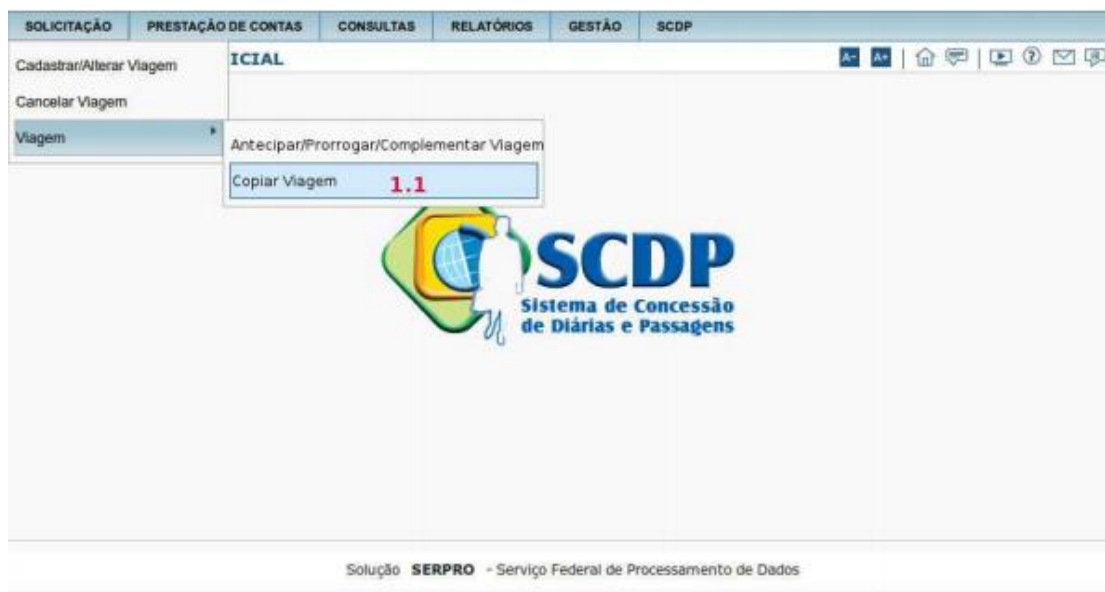 SOLICITAÇÃO PRESTAÇÃO DE CONTAS CONSULTAS RELATÓRIOS GESTÃO SCDP
Cadastrar/Alterar Viagem ICIAL A- A+
Cancelar Viagem
Viagem
Antecipar/Prorrogar/Complementar Viagem
Copiar Viagem 1.1
SCDP
Sistema de Concessão
de Diárias e Passagens
Solução SERPRO - Serviço Federal de Processamento de Dados